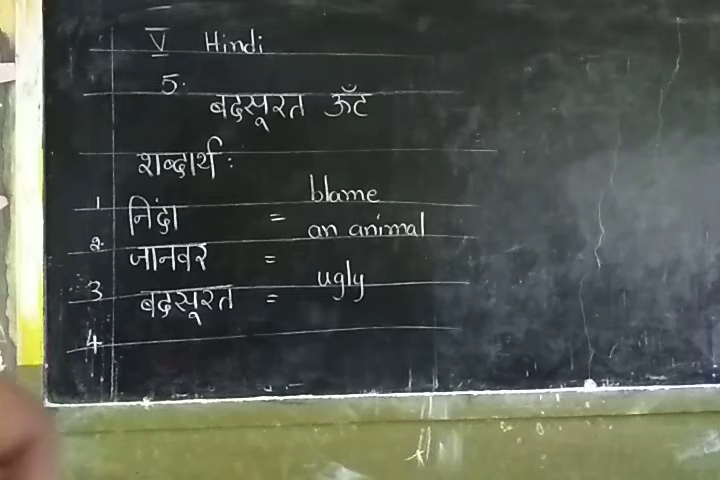 V Hindi
5.
बदसूरत ऊँट
शब्दार्थ :
1 निंदा = blame
2. जानवर = an animal
3 बदसूरत = ugly
4